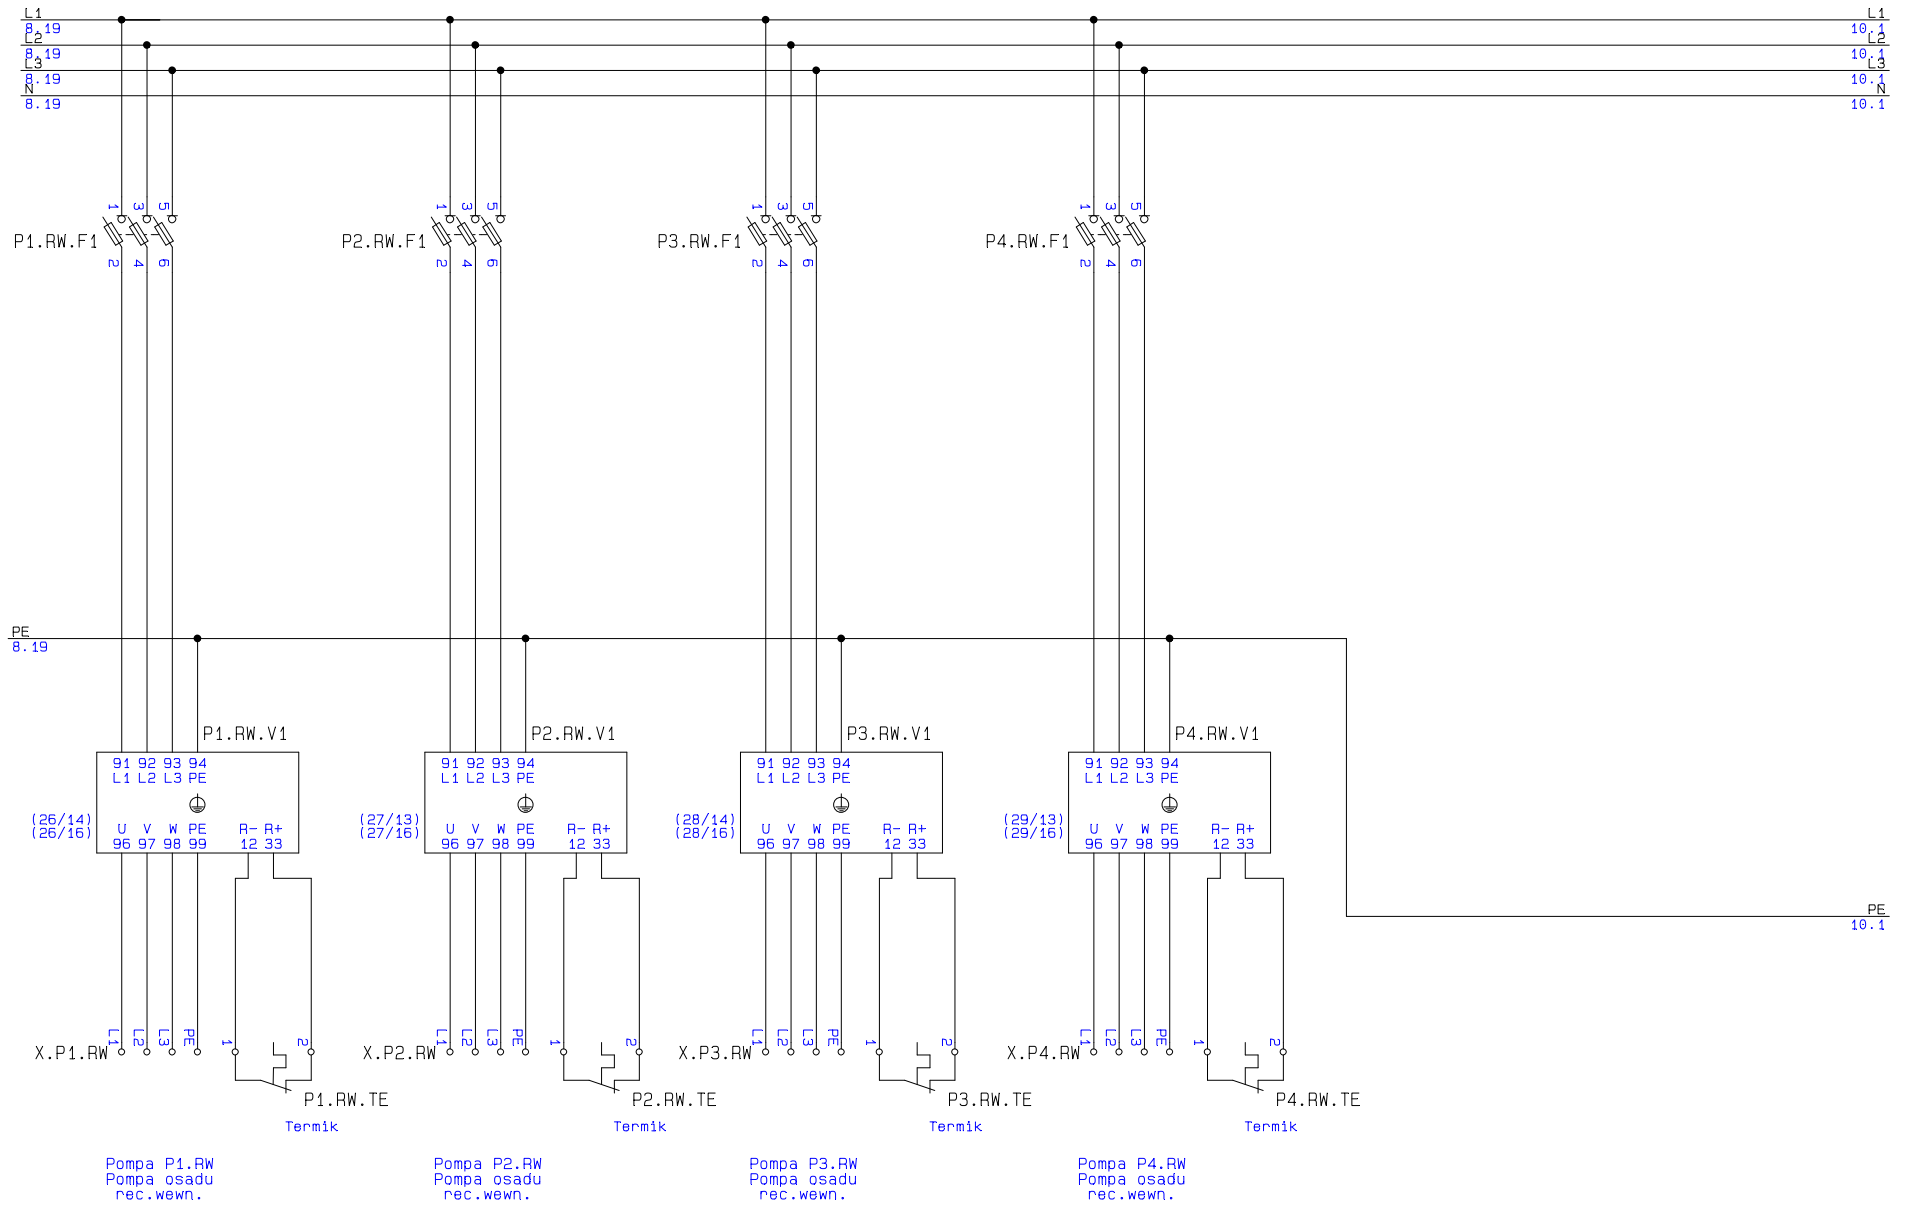 L1 L1
8.19 10.1
L2 L2
8.19 10.1
L3 L3
8.19 10.1
N N
8.19 10.1
1 3 5 1 3 5 1 3 5 1 3 5
P1.RW.F1 P2.RW.F1 P3.RW.F1 P4.RW.F1
2 4 6 2 4 6 2 4 6 2 4 6
PE
8.19
P1.RW.V1 P2.RW.V1 P3.RW.V1 P4.RW.V1
91 92 93 94 91 92 93 94 91 92 93 94 91 92 93 94
L1 L2 L3 PE L1 L2 L3 PE L1 L2 L3 PE L1 L2 L3 PE
(26/14) (27/13) (28/14) (29/13)
(26/16) (27/16) (28/16) (29/16)
U V W PE R- R+ U V W PE R- R+ U V W PE R- R+ U V W PE R- R+
96 97 98 99 12 33 96 97 98 99 12 33 96 97 98 99 12 33 96 97 98 99 12 33
PE
10.1
L1 L2 L3 PE 1 2 L1 L2 L3 PE 1 2 L1 L2 L3 PE 1 2 L1 L2 L3 PE 1 2
X.P1.RW X.P2.RW X.P3.RW X.P4.RW
P1.RW.TE P2.RW.TE P3.RW.TE P4.RW.TE
Termik Termik Termik Termik
Pompa P1.RW Pompa P2.RW Pompa P3.RW Pompa P4.RW
Pompa osadu Pompa osadu Pompa osadu Pompa osadu
rec.wewn. rec.wewn. rec.wewn. rec.wewn.